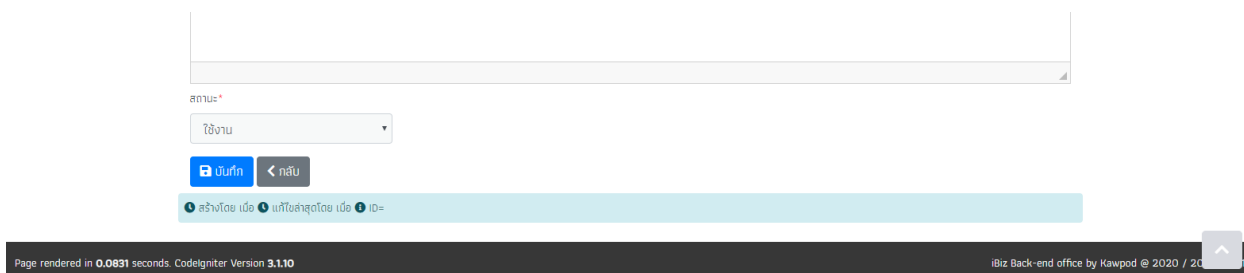 สถานะ*
ใช้งาน
บันทึก กลับ
สร้างโดย เมื่อ แก้ไขล่าสุดโดย เมื่อ ID=
Page rendered in 0.0831 seconds. CodeIgniter Version 3.1.10 iBiz Back-end office by Kawpod @ 2020 /